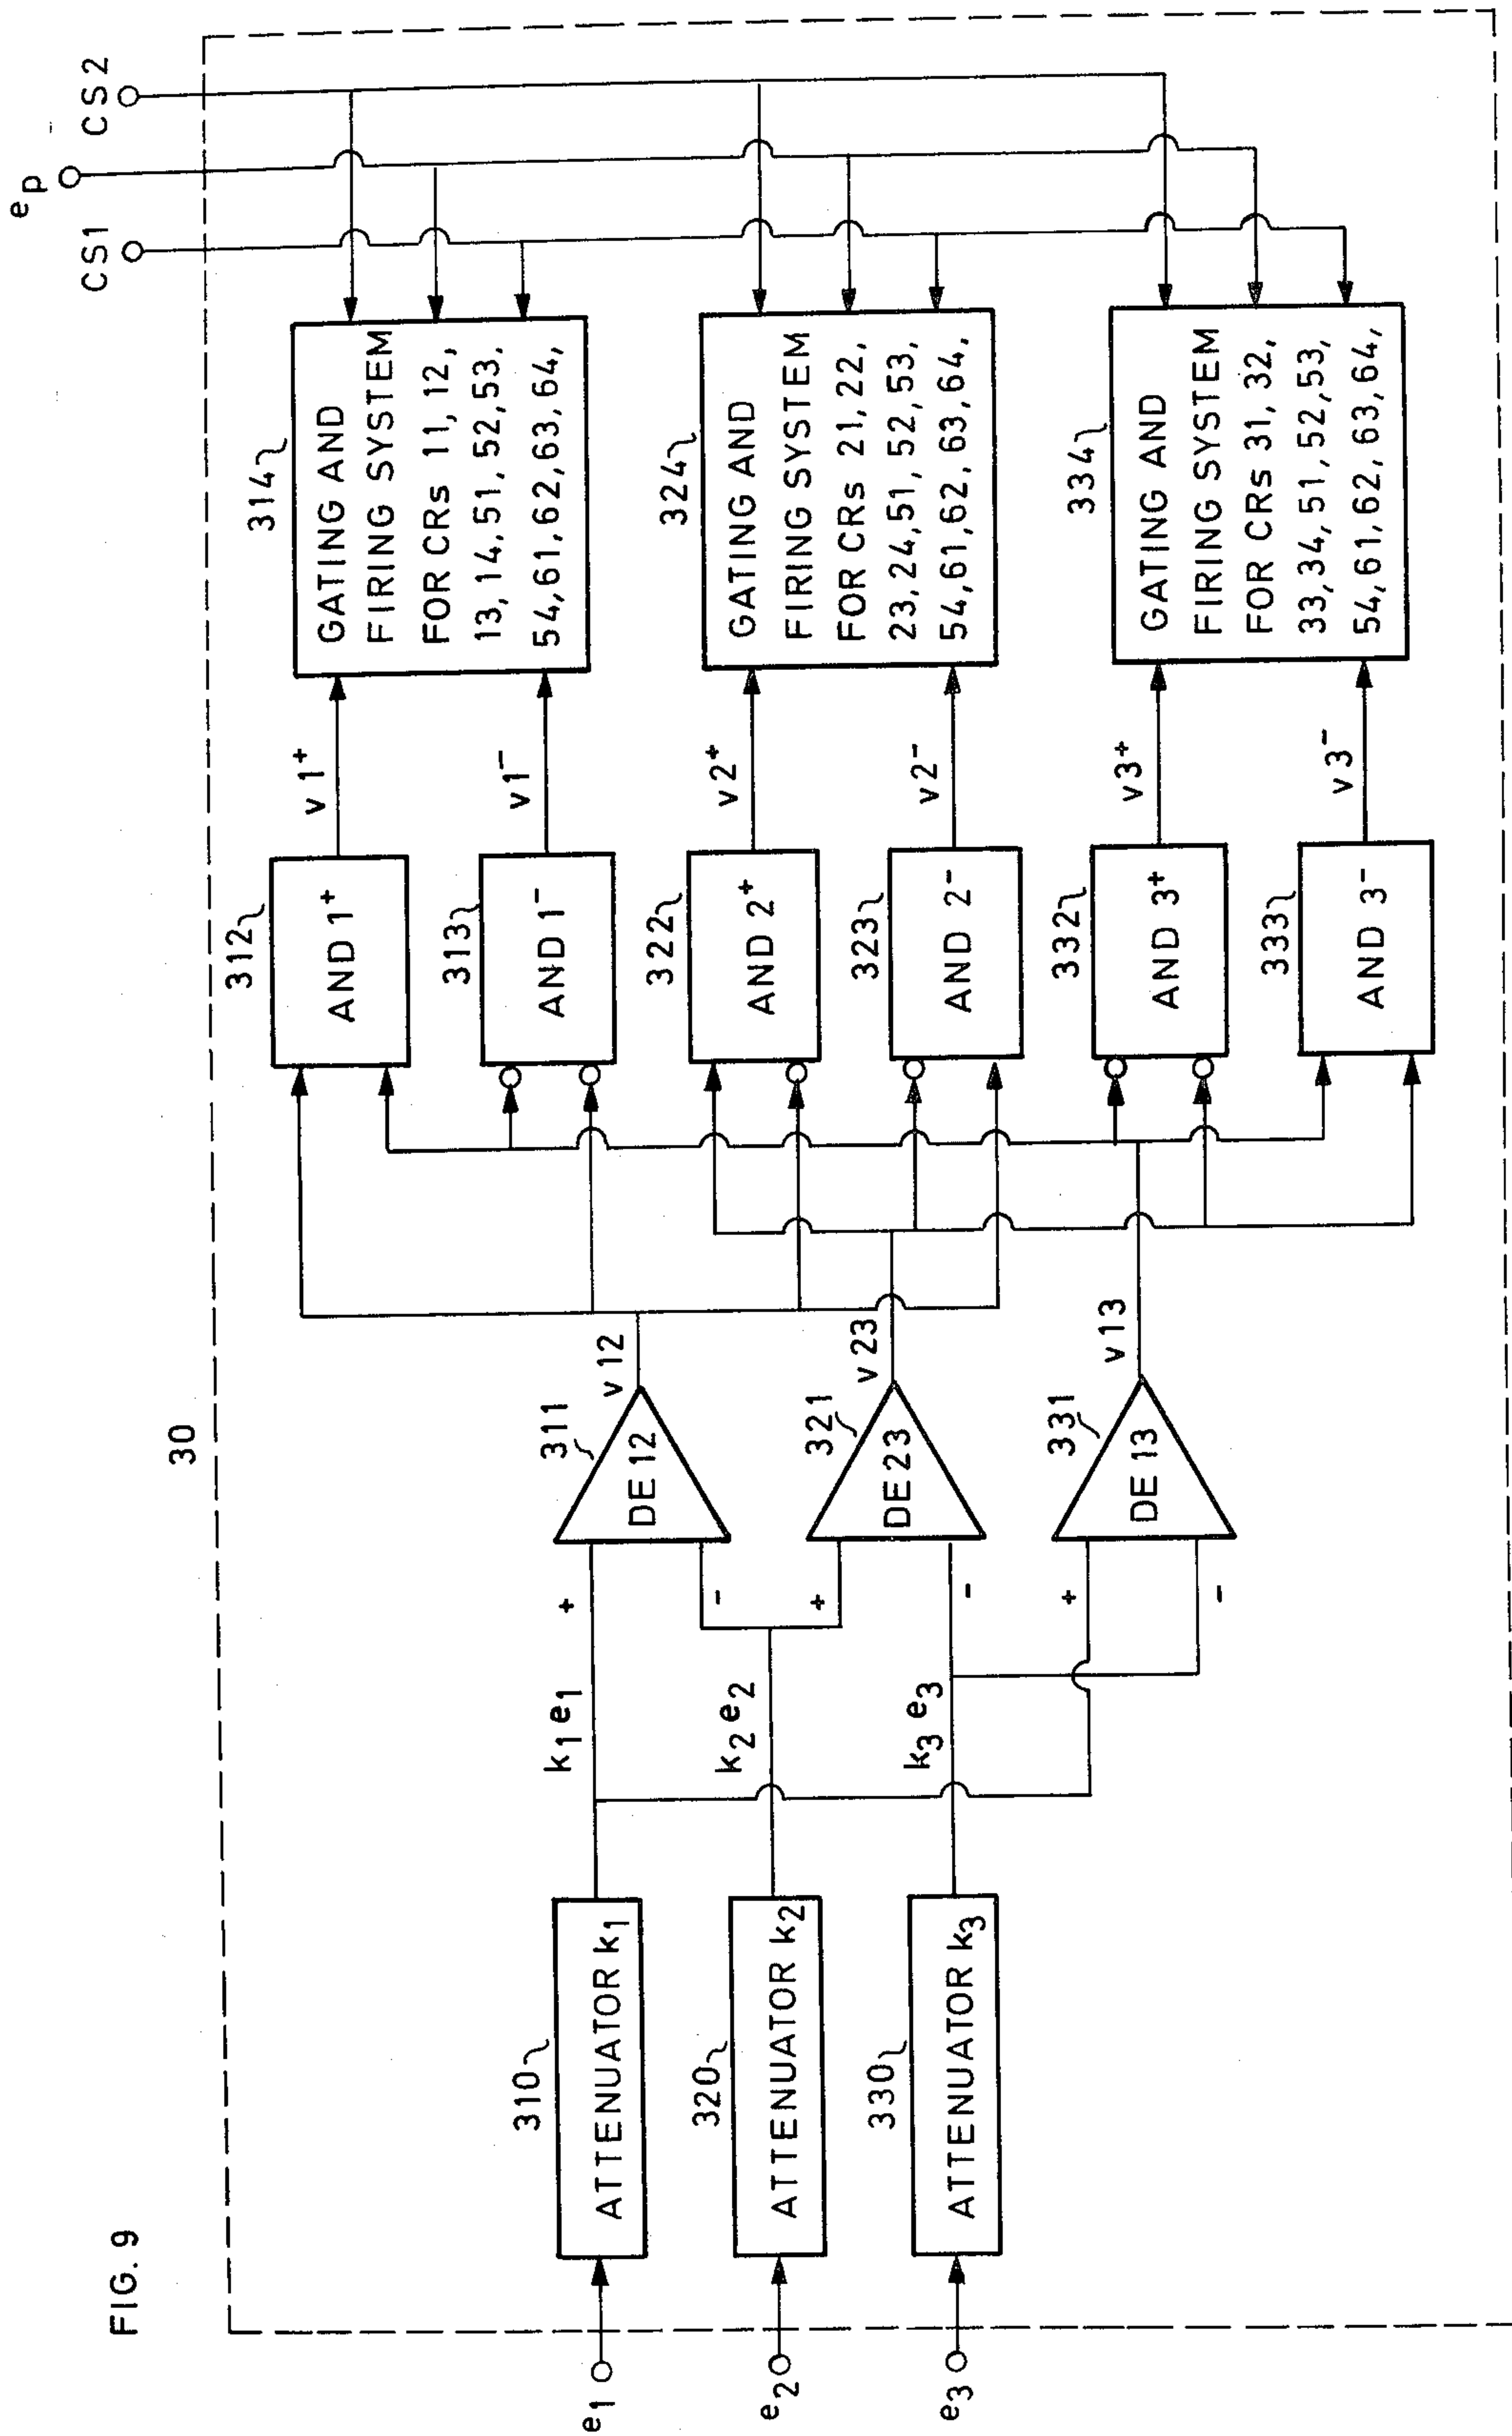 FIG. 9
30
e1
e2
e3
310
ATTENUATOR k1
320
ATTENUATOR k2
330
ATTENUATOR k3
k1e1
k2e2
k3e3
+
-
+
-
+
-
311
DE 12
321
DE 23
331
DE 13
v12
v23
v13
312
AND 1+
313
AND 1-
322
AND 2+
323
AND 2-
332
AND 3+
333
AND 3-
v1+
v1-
v2+
v2-
v3+
v3-
314
GATING AND
FIRING SYSTEM
FOR CRs 11, 12,
13, 14, 51, 52, 53,
54, 61, 62, 63, 64,
324
GATING AND
FIRING SYSTEM
FOR CRs 21, 22,
23, 24, 51, 52, 53,
54, 61, 62, 63, 64,
334
GATING AND
FIRING SYSTEM
FOR CRs 31, 32,
33, 34, 51, 52, 53,
54, 61, 62, 63, 64,
CS1
ep
CS2